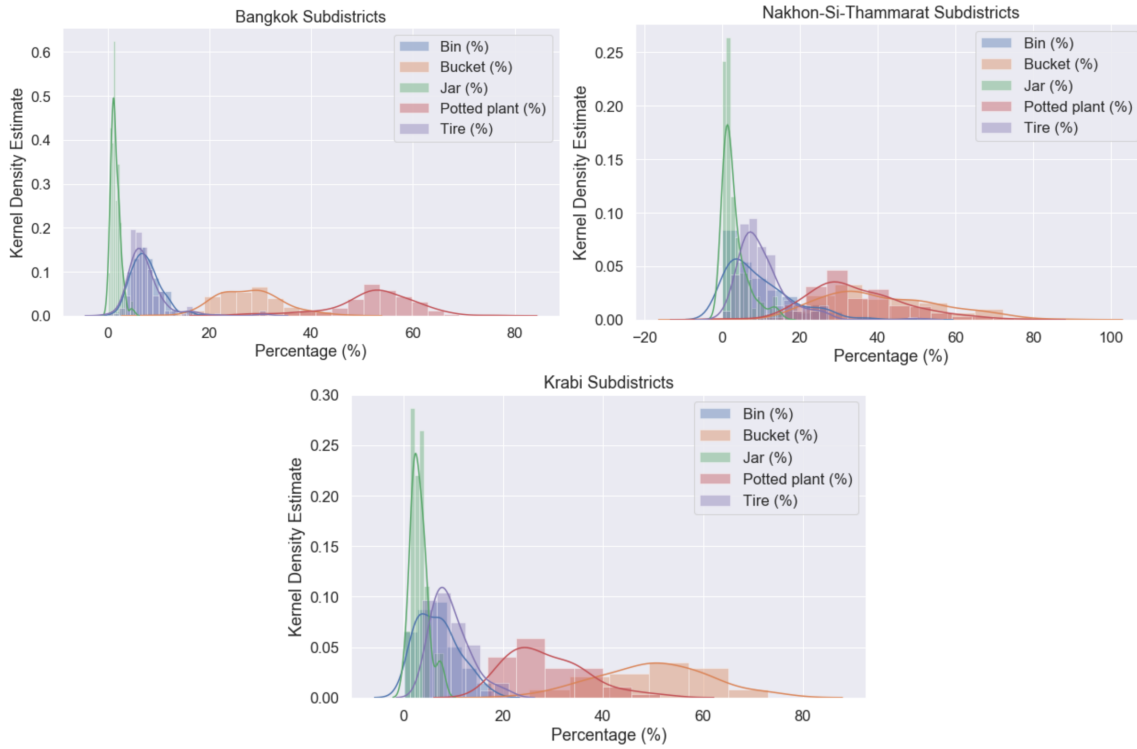 Bangkok Subdistricts
Kernel Density Estimate
0.6
0.5
0.4
0.3
0.2
0.1
0.0
Bin (%)
Bucket (%)
Jar (%)
Potted plant (%)
Tire (%)
0 20 40 60 80
Percentage (%)
Nakhon-Si-Thammarat Subdistricts
Kernel Density Estimate
0.25
0.20
0.15
0.10
0.05
0.00
Bin (%)
Bucket (%)
Jar (%)
Potted plant (%)
Tire (%)
−20 0 20 40 60 80 100
Percentage (%)
Krabi Subdistricts
Kernel Density Estimate
0.30
0.25
0.20
0.15
0.10
0.05
0.00
Bin (%)
Bucket (%)
Jar (%)
Potted plant (%)
Tire (%)
0 20 40 60 80
Percentage (%)